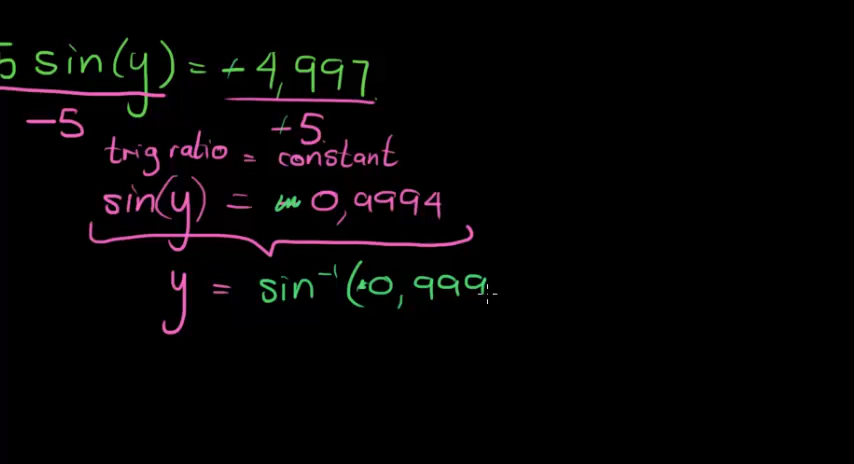 5 sin(y) = +4,997
-5 +5
trig ratio = constant
sin(y) = 0,9994
y = sin⁻¹(0,999